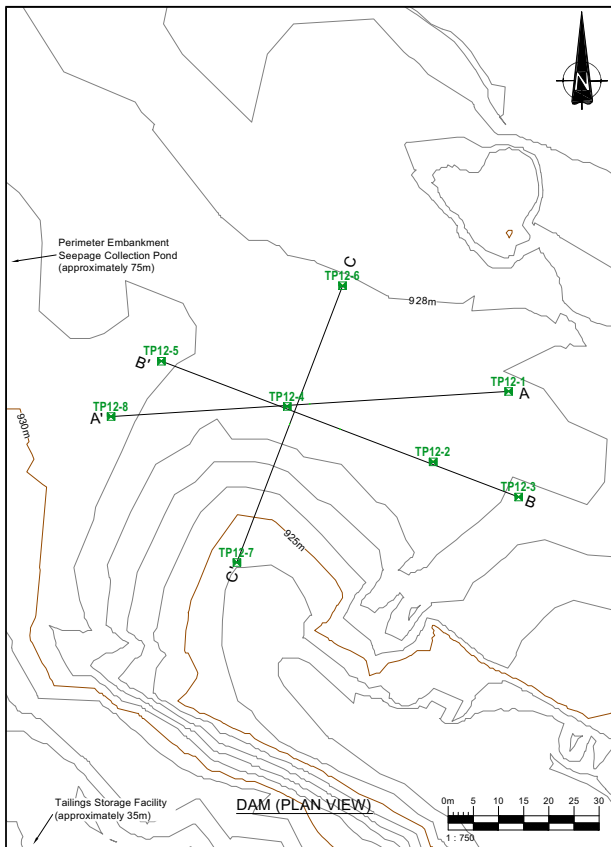 N
Perimeter Embankment
Seepage Collection Pond
(approximately 75m)
C
TP12-6
928m
TP12-5
B'
TP12-1
A
TP12-8
A'
TP12-4
930m
TP12-2
TP12-3
B
925m
TP12-7
C'
Tailings Storage Facility
(approximately 35m)
DAM (PLAN VIEW)
0m 5 10 15 20 25 30
1 : 750